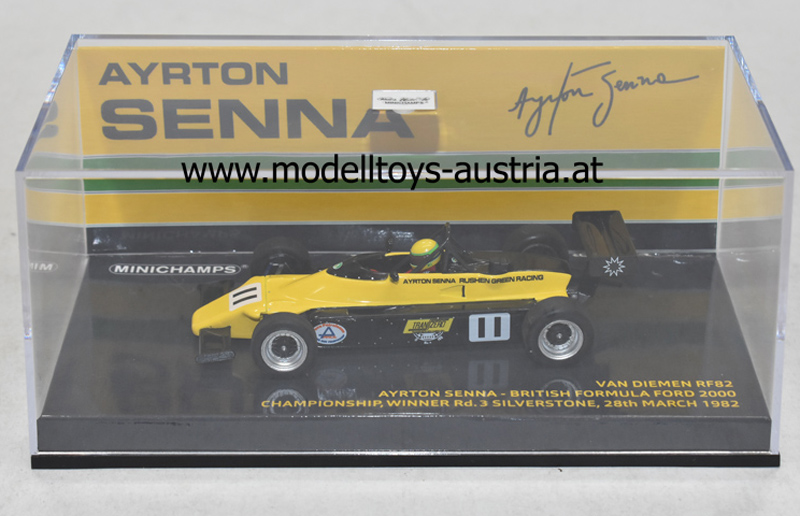 AYRTON
SENNA
Ayrton Senna
www.modelltoys-austria.at
MINICHAMPS
AYRTON SENNA RUSHEN GREEN RACING
11
11
VAN DIEMEN RF82
AYRTON SENNA - BRITISH FORMULA FORD 2000
CHAMPIONSHIP, WINNER Rd.3 SILVERSTONE, 28th MARCH 1982